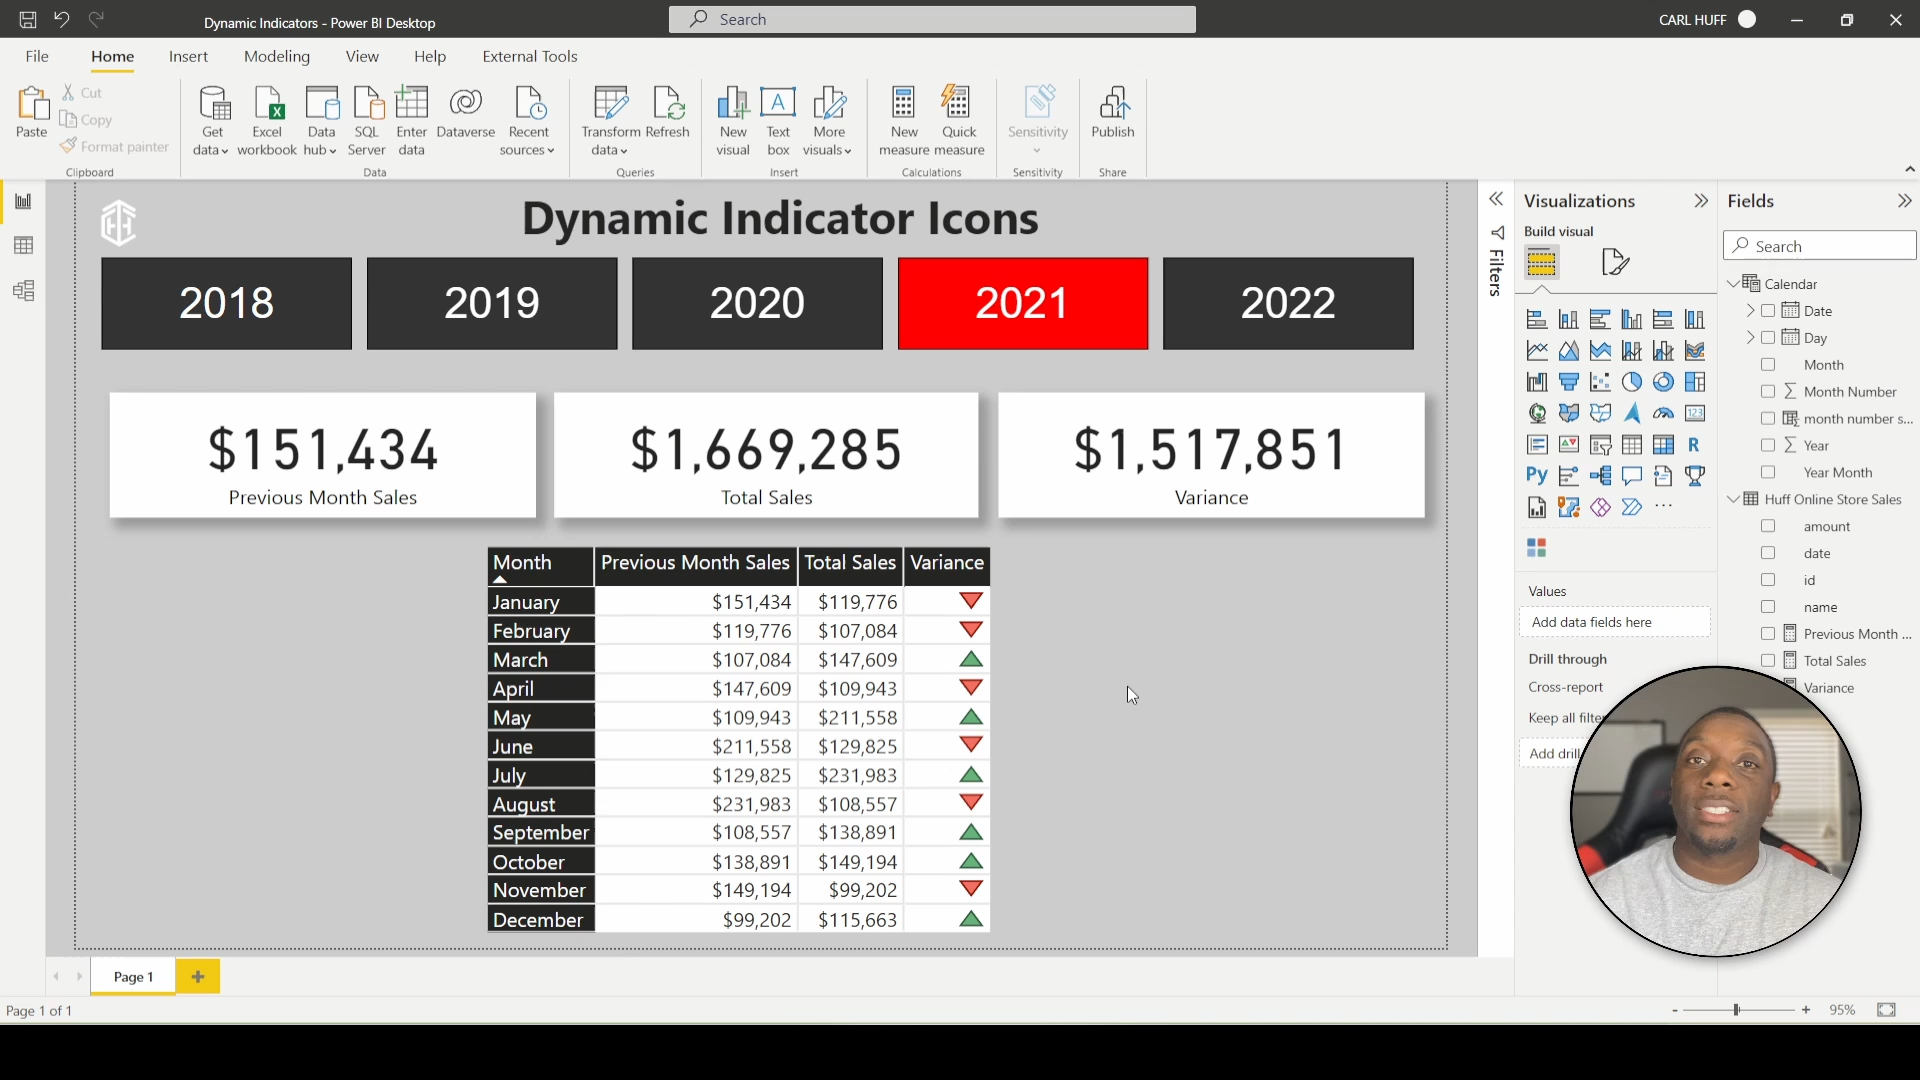 Dynamic Indicators - Power BI Desktop
Search
CARL HUFF
File Home Insert Modeling View Help External Tools
Paste
Cut
Copy
Format painter
Clipboard
Get data
Excel workbook
Data hub
SQL Server
Enter data
Dataverse
Recent sources
Data
Transform data
Refresh
Queries
New visual
Text box
More visuals
Insert
New measure
Quick measure
Calculations
Sensitivity
Sensitivity
Publish
Share
Dynamic Indicator Icons
2018 2019 2020 2021 2022
$151,434
Previous Month Sales
$1,669,285
Total Sales
$1,517,851
Variance
Month Previous Month Sales Total Sales Variance
January $151,434 $119,776
February $119,776 $107,084
March $107,084 $147,609
April $147,609 $109,943
May $109,943 $211,558
June $211,558 $129,825
July $129,825 $231,983
August $231,983 $108,557
September $108,557 $138,891
October $138,891 $149,194
November $149,194 $99,202
December $99,202 $115,663
Filters
Visualizations
Build visual
123
R
Py
...
Values
Add data fields here
Drill through
Cross-report
Keep all filte
Add drill
Fields
Search
Calendar
Date
Day
Month
Month Number
month number s...
Year
Year Month
Huff Online Store Sales
amount
date
id
name
Previous Month ...
Total Sales
Variance
Page 1
Page 1 of 1
- + 95%